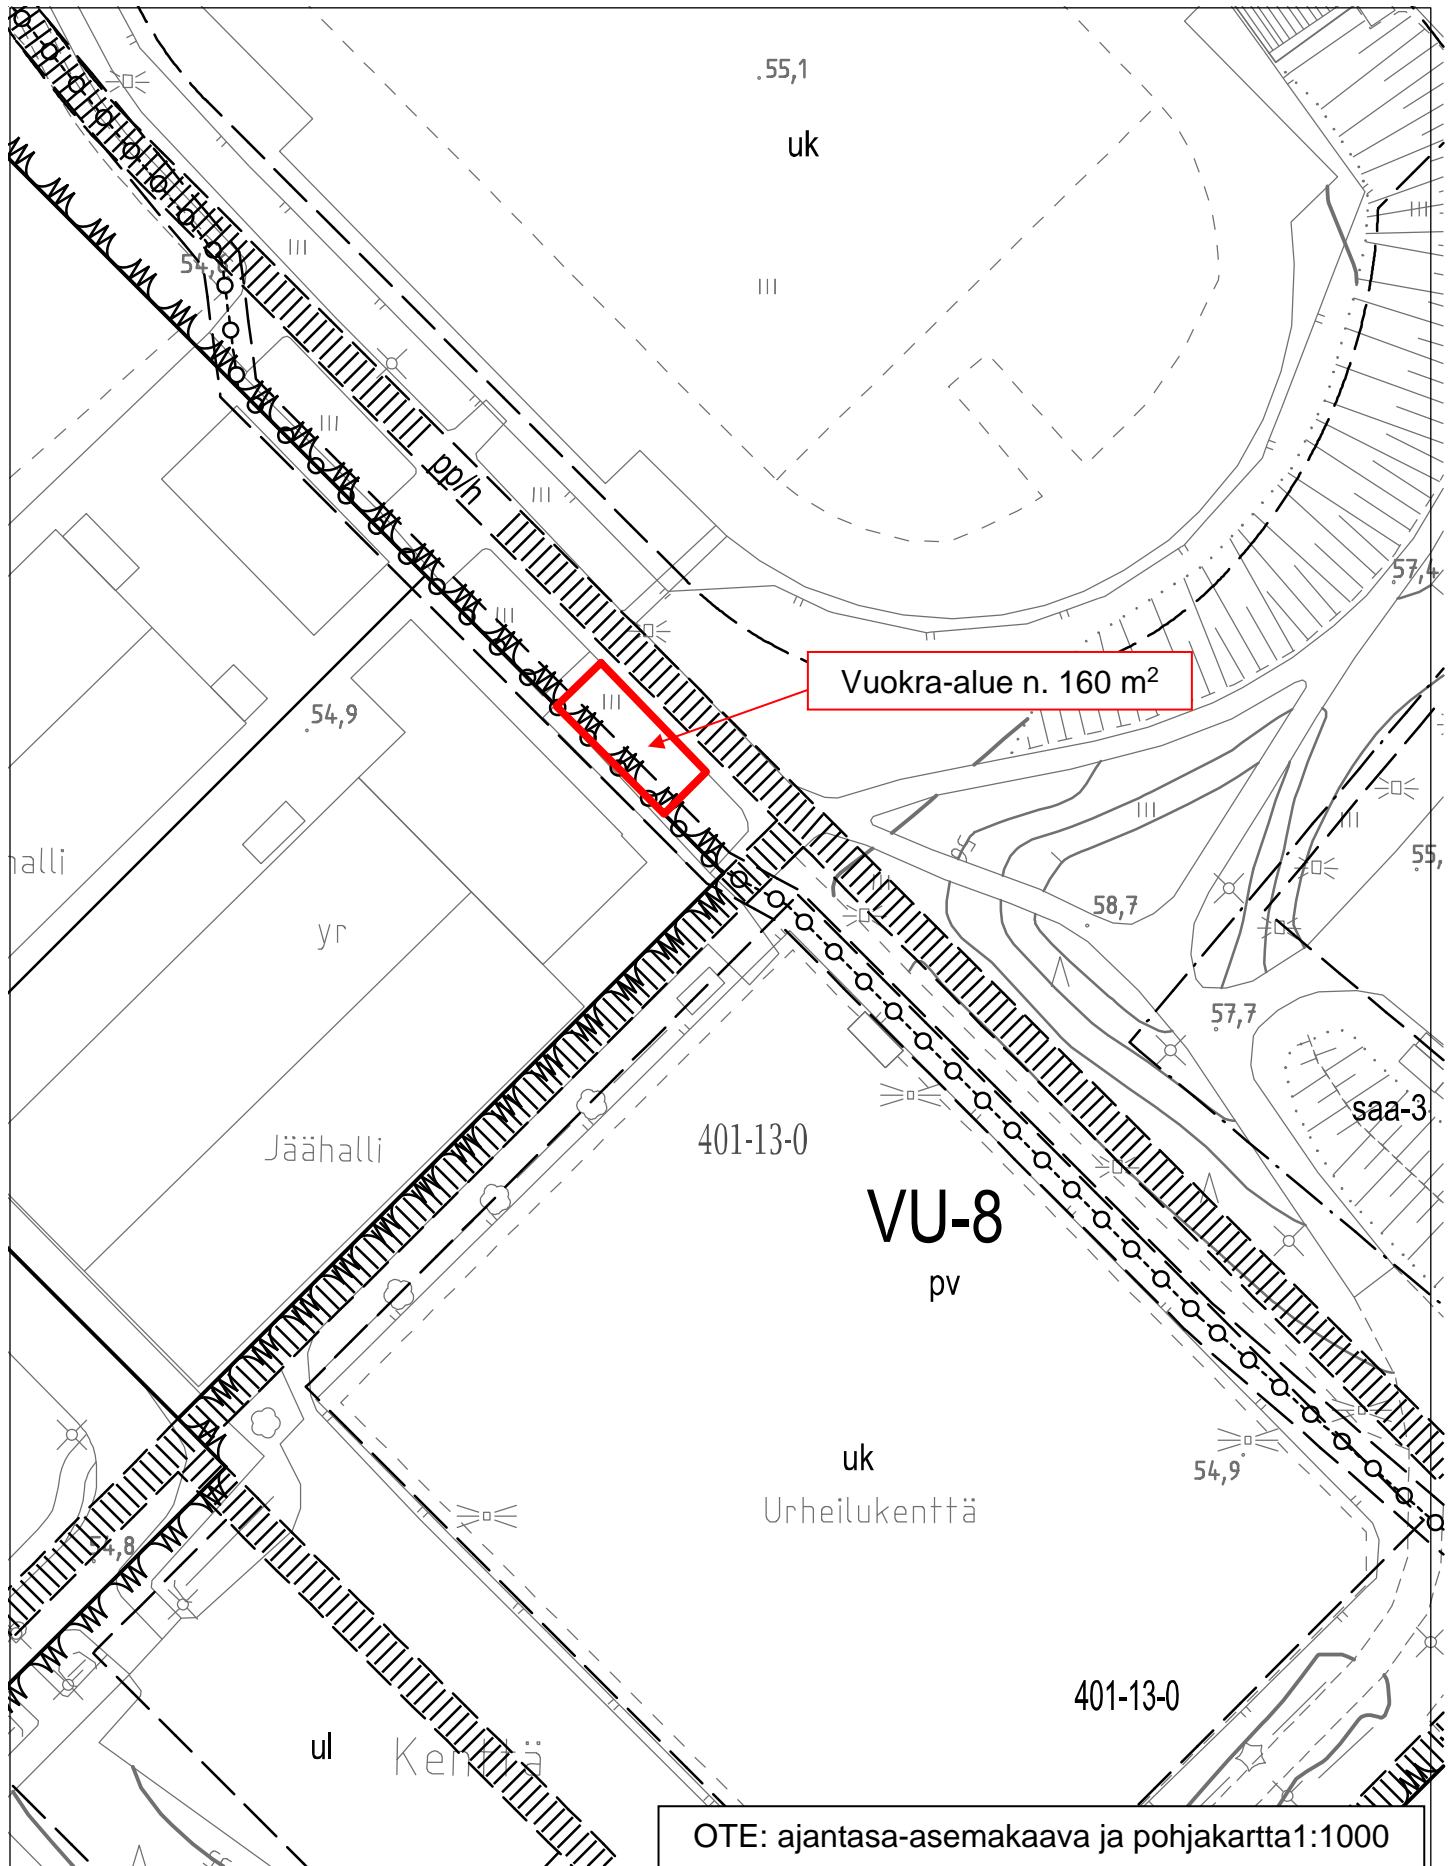 .55,1
uk
pp/h
57,4
Vuokra-alue n. 160 m²
54,9
halli
55,
58,7
yr
57,7
saa-3
401-13-0
Jäähalli
VU-8
pv
uk
54,9
Urheilukenttä
54,8
401-13-0
ul
Kenttä
OTE: ajantasa-asemakaava ja pohjakartta1:1000